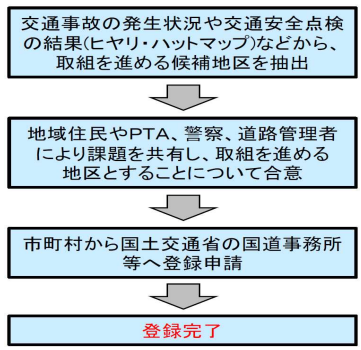 交通事故の発生状況や交通安全点検
の結果(ヒヤリ・ハットマップ)などから、
取組を進める候補地区を抽出
地域住民やPTA、警察、道路管理者
により課題を共有し、取組を進める
地区とすることについて合意
市町村から国土交通省の国道事務所
等へ登録申請
登録完了